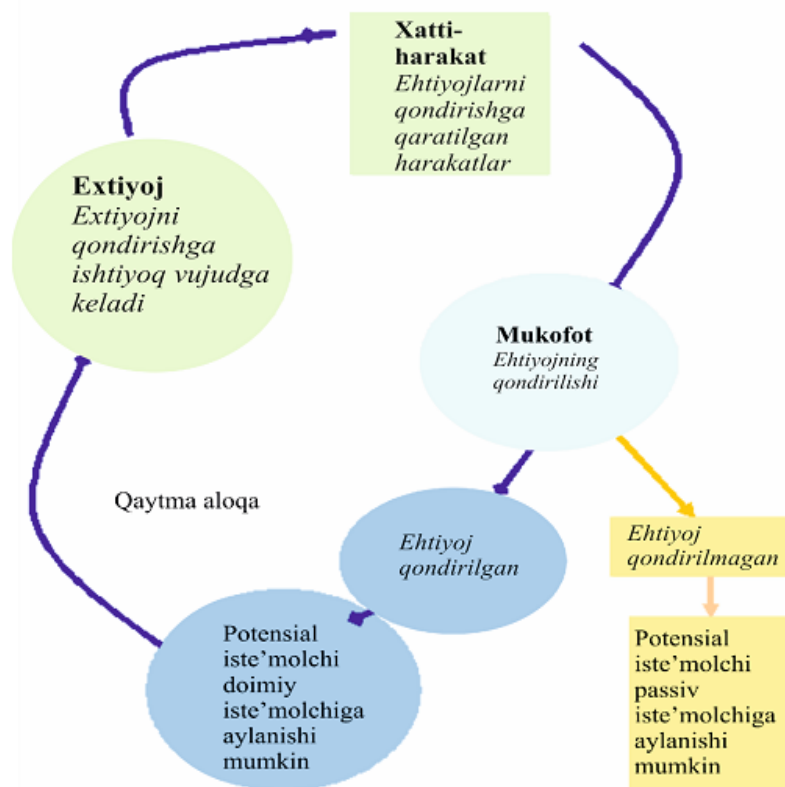 Xatti-
harakat
Ehtiyojlarni
qondirishga
qaratilgan
harakatlar
Extiyoj
Extiyojni
qondirishga
ishtiyoq vujudga
keladi
Mukofot
Ehtiyojning
qondirilishi
Qaytma aloqa
Ehtiyoj
qondirilgan
Ehtiyoj
qondirilmagan
Potensial
iste’molchi
doimiy
iste’molchiga
aylanishi
mumkin
Potensial
iste’molchi
passiv
iste’molchiga
aylanishi
mumkin